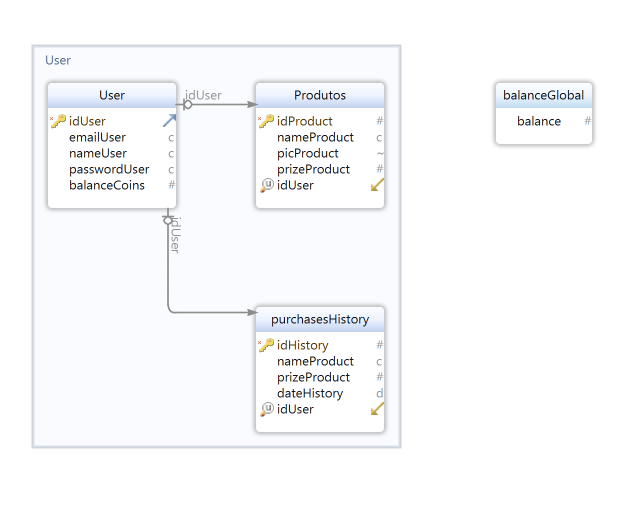 User
User
idUser
emailUser c
nameUser c
passwordUser c
balanceCoins #
idUser
Produtos
idProduct #
nameProduct c
picProduct ~
prizeProduct #
u idUser
balanceGlobal
balance #
idUser
purchasesHistory
idHistory #
nameProduct c
prizeProduct #
dateHistory d
u idUser